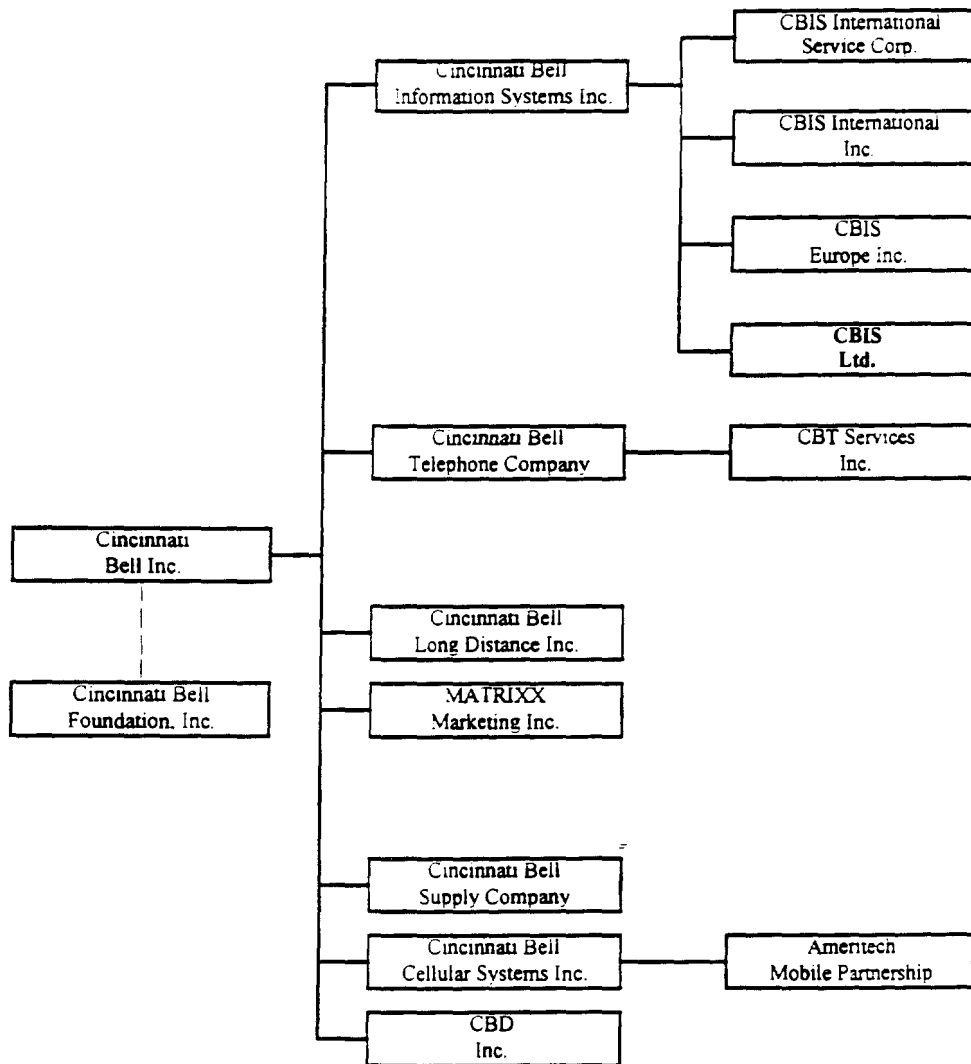 CBIS International
Service Corp.
Cincinnati Bell
Information Systems Inc.
CBIS International
Inc.
CBIS
Europe Inc.
CBIS
Ltd.
Cincinnati Bell
Telephone Company
CBT Services
Inc.
Cincinnati
Bell Inc.
Cincinnati Bell
Long Distance Inc.
Cincinnati Bell
Foundation, Inc.
MATRIXX
Marketing Inc.
Cincinnati Bell
Supply Company
Cincinnati Bell
Cellular Systems Inc.
Ameritech
Mobile Partnership
CBD
Inc.